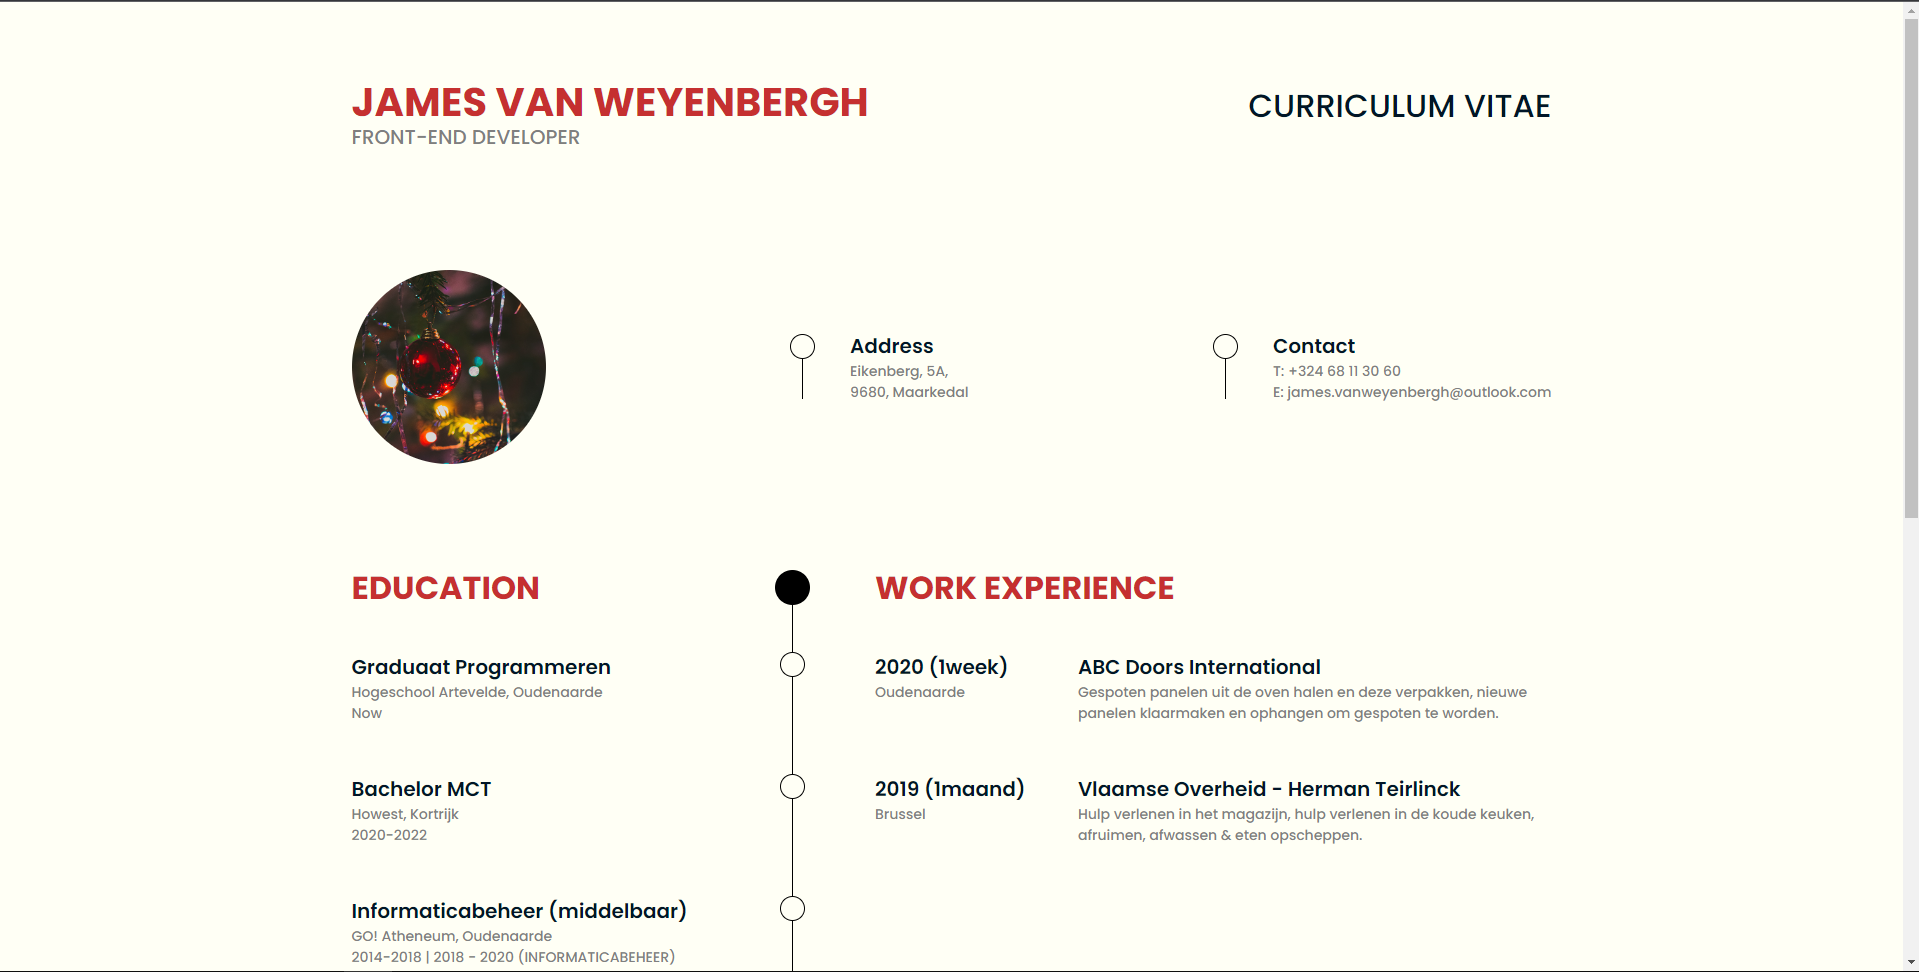 JAMES VAN WEYENBERGH
FRONT-END DEVELOPER
CURRICULUM VITAE
Address
Eikenberg, 5A,
9680, Maarkedal
Contact
T: +324 68 11 30 60
E: james.vanweyenbergh@outlook.com
EDUCATION
Graduaat Programmeren
Hogeschool Artevelde, Oudenaarde
Now
Bachelor MCT
Howest, Kortrijk
2020-2022
Informaticabeheer (middelbaar)
GO! Atheneum, Oudenaarde
2014-2018 | 2018 - 2020 (INFORMATICABEHEER)
WORK EXPERIENCE
2020 (1week)
Oudenaarde
ABC Doors International
Gespoten panelen uit de oven halen en deze verpakken, nieuwe
panelen klaarmaken en ophangen om gespoten te worden.
2019 (1maand)
Brussel
Vlaamse Overheid - Herman Teirlinck
Hulp verlenen in het magazijn, hulp verlenen in de koude keuken,
afruimen, afwassen & eten opscheppen.